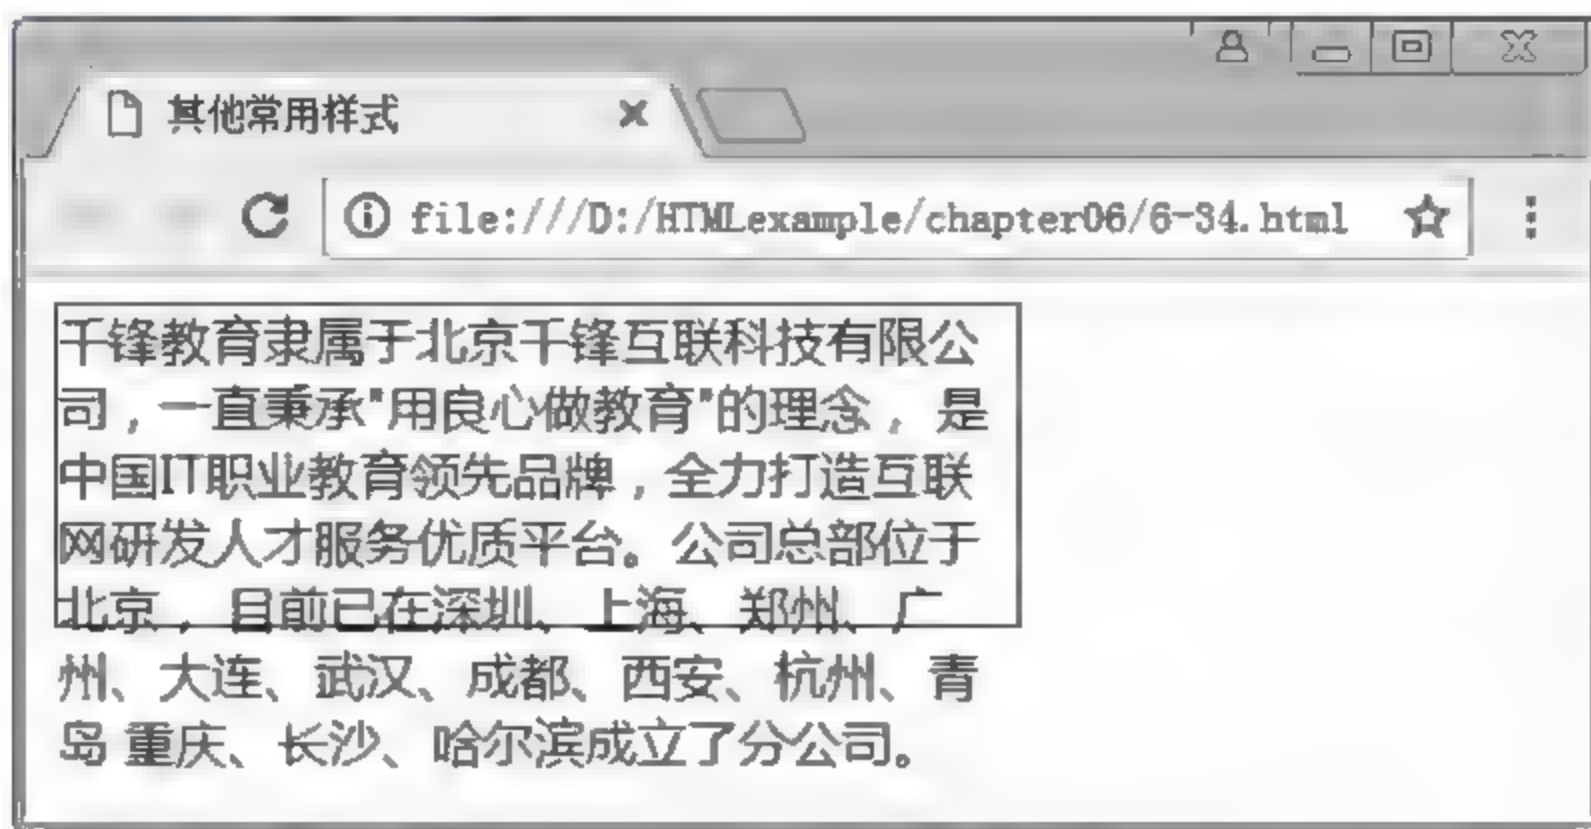 其他常用样式
file:///D:/HTMLexample/chapter06/6-34.html
千锋教育隶属于北京千锋互联科技有限公
司，一直秉承"用良心做教育"的理念， 是
中国IT职业教育领先品牌，全力打造互联
网研发人才服务优质平台。公司总部位于
北京， 目前已在深圳、上海、郑州、广
州、大连、武汉、成都、西安、杭州、青
岛 重庆、长沙、哈尔滨成立了分公司。